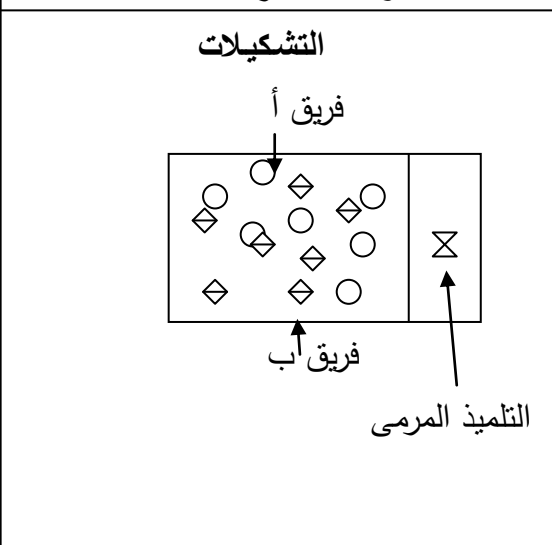 التشكيلات
فريق أ
فريق ب
التلميذ المرمى